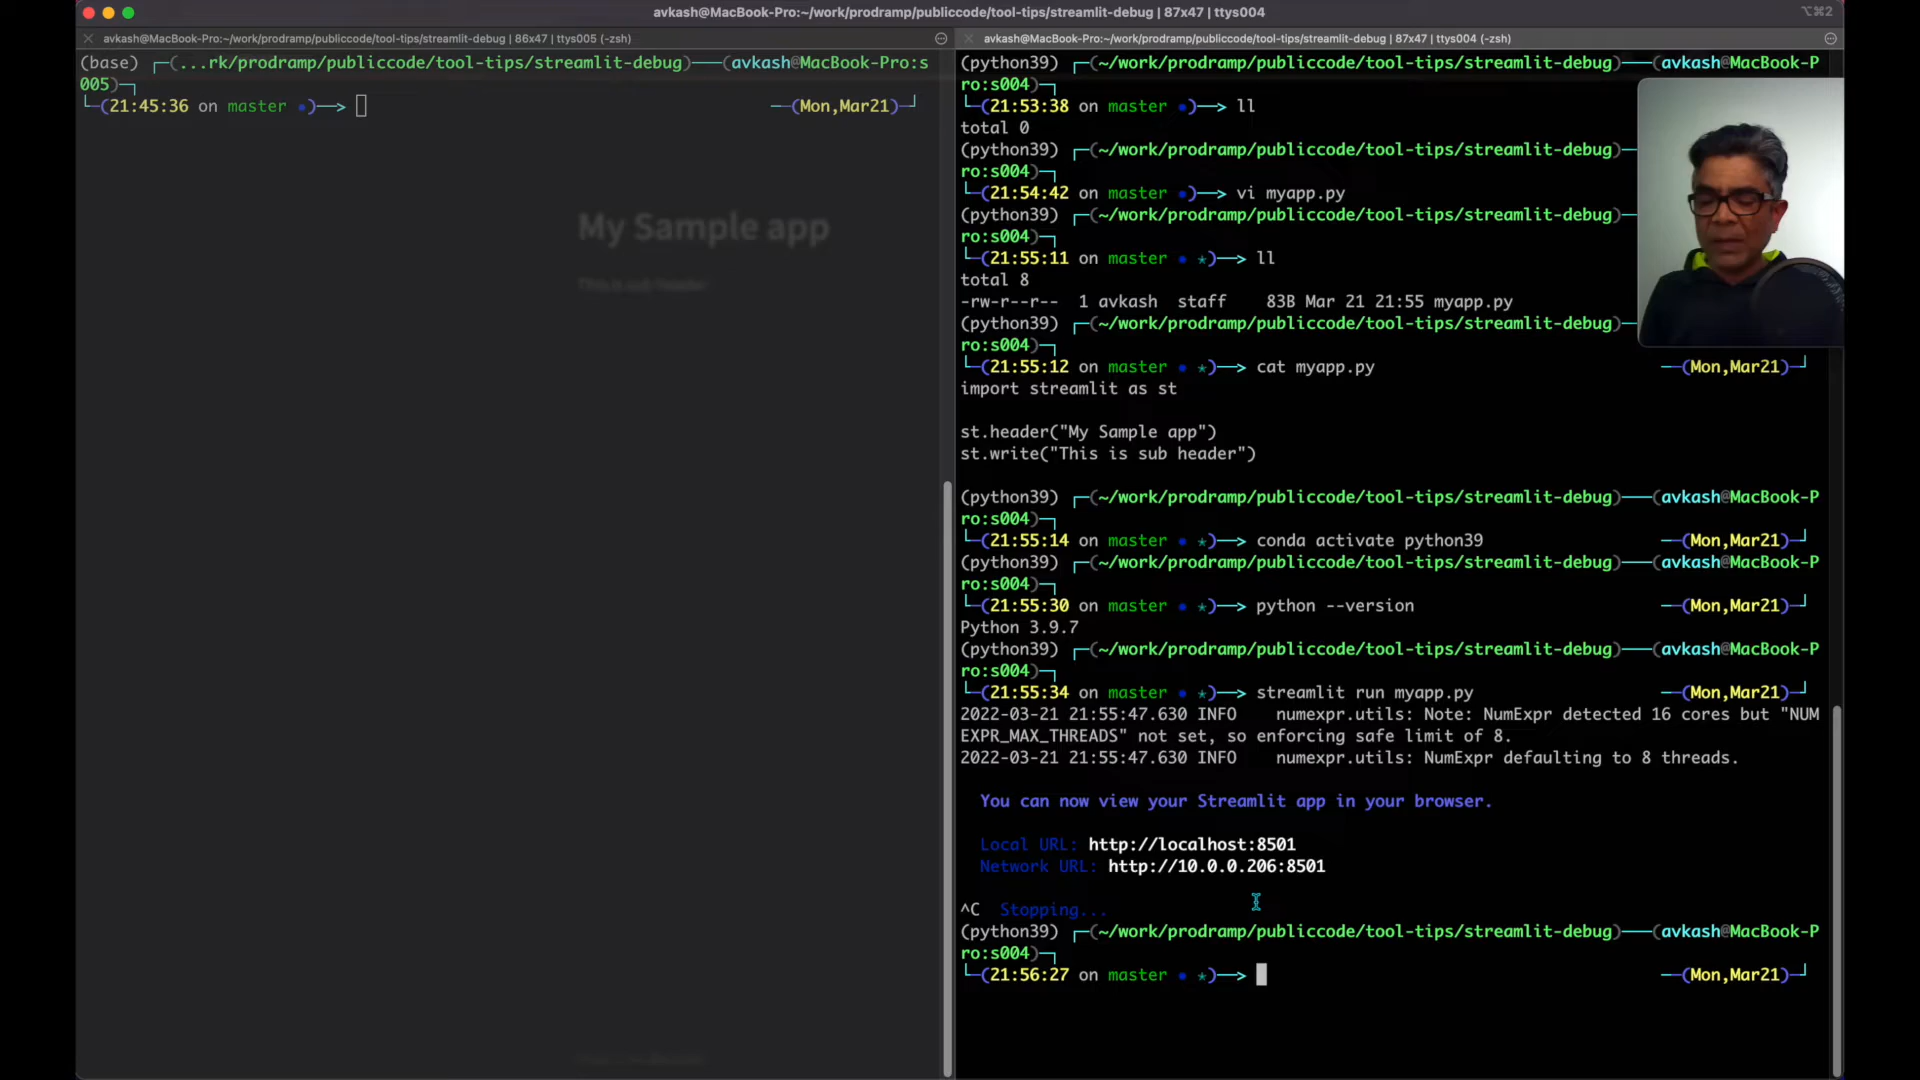 avkash@MacBook-Pro:~/work/prodramp/publiccode/tool-tips/streamlit-debug | 87x47 | ttys004
⌥⌘2
avkash@MacBook-Pro:~/work/prodramp/publiccode/tool-tips/streamlit-debug | 86x47 | ttys005 (-zsh)
(base) ┌─(...rk/prodramp/publiccode/tool-tips/streamlit-debug)──(avkash@MacBook-Pro:s
005)─┐
└─(21:45:36 on master ●)──> ─(Mon,Mar21)─┘
My Sample app
This is sub header
avkash@MacBook-Pro:~/work/prodramp/publiccode/tool-tips/streamlit-debug | 87x47 | ttys004 (-zsh)
(python39) ┌─(~/work/prodramp/publiccode/tool-tips/streamlit-debug)──(avkash@MacBook-P
ro:s004)─┐
└─(21:53:38 on master ●)──> ll
total 0
(python39) ┌─(~/work/prodramp/publiccode/tool-tips/streamlit-debug)─
ro:s004)─┐
└─(21:54:42 on master ●)──> vi myapp.py
(python39) ┌─(~/work/prodramp/publiccode/tool-tips/streamlit-debug)─
ro:s004)─┐
└─(21:55:11 on master ● ✶)──> ll
total 8
-rw-r--r-- 1 avkash staff 83B Mar 21 21:55 myapp.py
(python39) ┌─(~/work/prodramp/publiccode/tool-tips/streamlit-debug)─
ro:s004)─┐
└─(21:55:12 on master ● ✶)──> cat myapp.py ─(Mon,Mar21)─┘
import streamlit as st
st.header("My Sample app")
st.write("This is sub header")
(python39) ┌─(~/work/prodramp/publiccode/tool-tips/streamlit-debug)──(avkash@MacBook-P
ro:s004)─┐
└─(21:55:14 on master ● ✶)──> conda activate python39 ─(Mon,Mar21)─┘
(python39) ┌─(~/work/prodramp/publiccode/tool-tips/streamlit-debug)──(avkash@MacBook-P
ro:s004)─┐
└─(21:55:30 on master ● ✶)──> python --version ─(Mon,Mar21)─┘
Python 3.9.7
(python39) ┌─(~/work/prodramp/publiccode/tool-tips/streamlit-debug)──(avkash@MacBook-P
ro:s004)─┐
└─(21:55:34 on master ● ✶)──> streamlit run myapp.py ─(Mon,Mar21)─┘
2022-03-21 21:55:47.630 INFO    numexpr.utils: Note: NumExpr detected 16 cores but "NUM
EXPR_MAX_THREADS" not set, so enforcing safe limit of 8.
2022-03-21 21:55:47.630 INFO    numexpr.utils: NumExpr defaulting to 8 threads.
You can now view your Streamlit app in your browser.
Local URL: http://localhost:8501
Network URL: http://10.0.0.206:8501
^C  Stopping...
(python39) ┌─(~/work/prodramp/publiccode/tool-tips/streamlit-debug)──(avkash@MacBook-P
ro:s004)─┐
└─(21:56:27 on master ● ✶)──> ─(Mon,Mar21)─┘